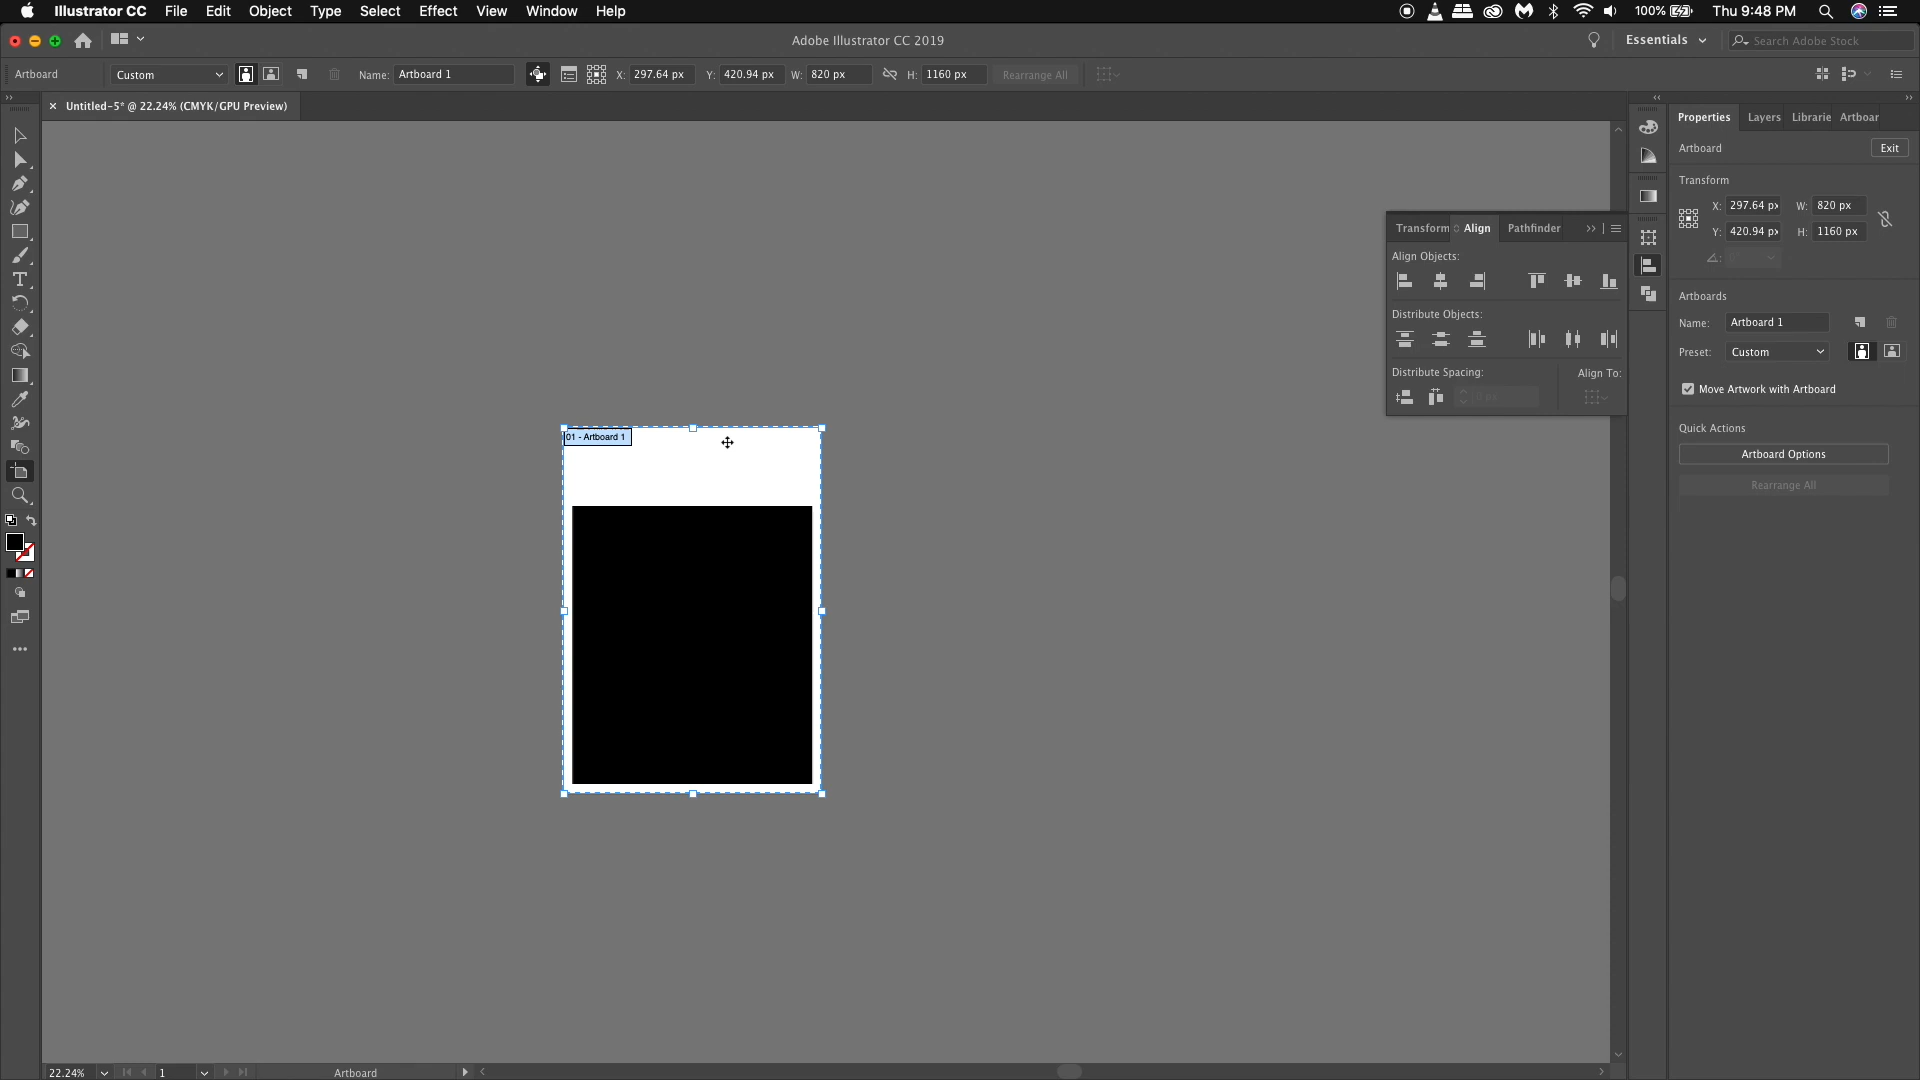 Illustrator CC File Edit Object Type Select Effect View Window Help 100% Thu 9:48 PM
Adobe Illustrator CC 2019 Essentials Search Adobe Stock
Artboard Custom Name: Artboard 1 X: 297.64 px Y: 420.94 px W: 820 px H: 1160 px Rearrange All
× Untitled-5* @ 22.24% (CMYK/GPU Preview)
Properties Layers Librarie Artboar
Artboard Exit
Transform
X: 297.64 px W: 820 px
Y: 420.94 px H: 1160 px
Transform Align Pathfinder
Align Objects:
Distribute Objects:
Distribute Spacing: Align To:
0 px
Artboards
Name: Artboard 1
Preset: Custom
Move Artwork with Artboard
Quick Actions
Artboard Options
Rearrange All
01 - Artboard 1
22.24% 1 Artboard